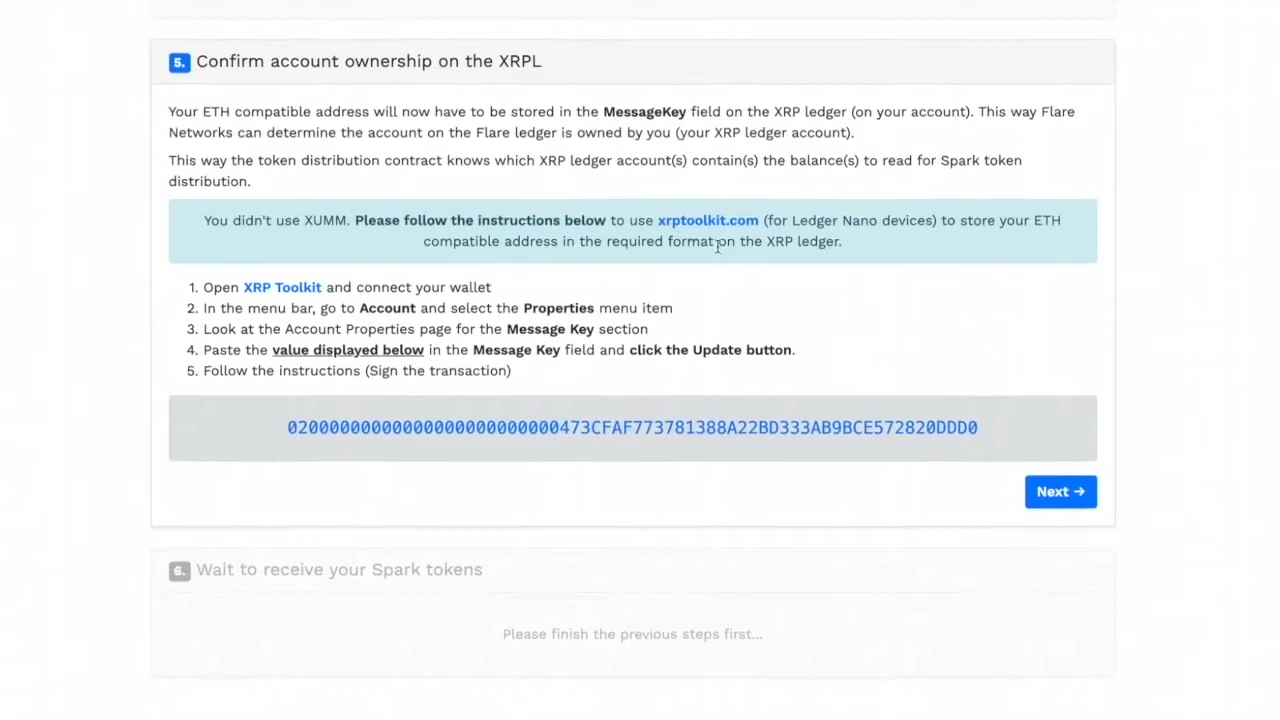 5. Confirm account ownership on the XRPL
Your ETH compatible address will now have to be stored in the MessageKey field on the XRP ledger (on your account). This way Flare
Networks can determine the account on the Flare ledger is owned by you (your XRP ledger account).
This way the token distribution contract knows which XRP ledger account(s) contain(s) the balance(s) to read for Spark token
distribution.
You didn't use XUMM. Please follow the instructions below to use xrptoolkit.com (for Ledger Nano devices) to store your ETH
compatible address in the required format on the XRP ledger.
1. Open XRP Toolkit and connect your wallet
2. In the menu bar, go to Account and select the Properties menu item
3. Look at the Account Properties page for the Message Key section
4. Paste the value displayed below in the Message Key field and click the Update button.
5. Follow the instructions (Sign the transaction)
02000000000000000000000000473CFAF773781388A22BD333AB9BCE572820DDD0
Next →
6. Wait to receive your Spark tokens
Please finish the previous steps first...